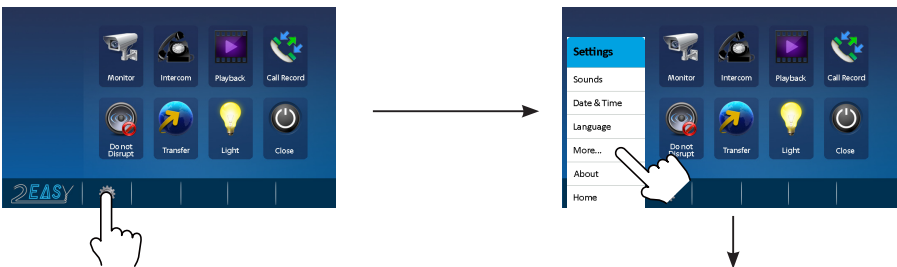 Monitor Intercom Playback Call Record
Do not
Disrupt Transfer Light Close
2EASY
Settings
Sounds
Date & Time
Language
More...
About
Home
Monitor Intercom Playback Call Record
Do not
Disrupt Transfer Light Close